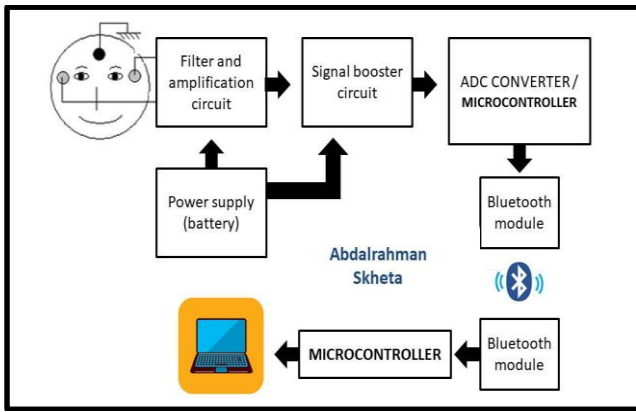 Filter and
amplification
circuit
Signal booster
circuit
ADC CONVERTER /
MICROCONTROLLER
Power supply
(battery)
Bluetooth
module
Abdalrahman
Skheta
MICROCONTROLLER
Bluetooth
module